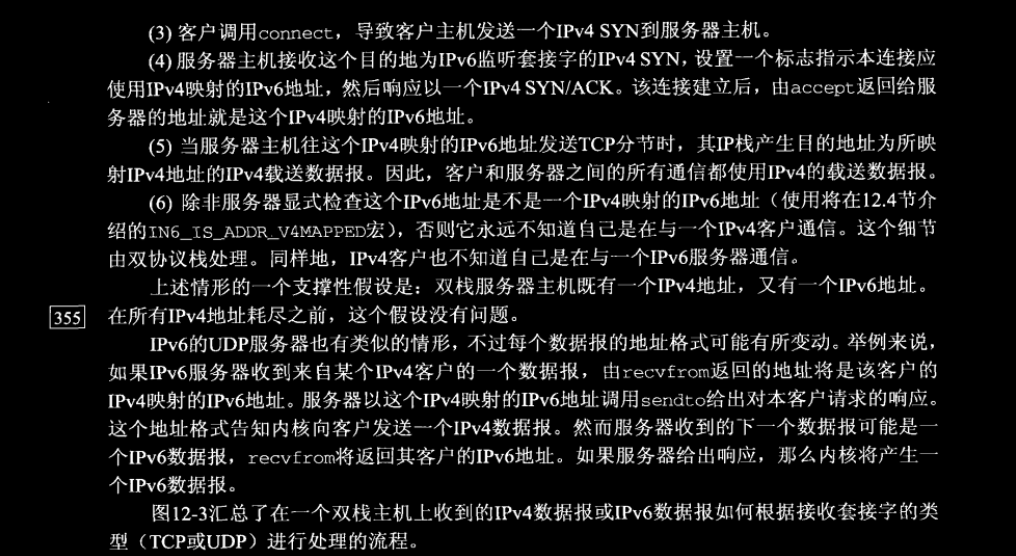 (3) 客户调用connect，导致客户主机发送一个IPv4 SYN到服务器主机。
(4) 服务器主机接收这个目的地为IPv6监听套接字的IPv4 SYN，设置一个标志指示本连接应
使用IPv4映射的IPv6地址，然后响应以一个IPv4 SYN/ACK。该连接建立后，由accept返回给服
务器的地址就是这个IPv4映射的IPv6地址。
(5) 当服务器主机往这个IPv4映射的IPv6地址发送TCP分节时，其IP栈产生目的地址为所映
射IPv4地址的IPv4载送数据报。因此，客户和服务器之间的所有通信都使用IPv4的载送数据报。
(6) 除非服务器显式检查这个IPv6地址是不是一个IPv4映射的IPv6地址（使用将在12.4节介
绍的IN6_IS_ADDR_V4MAPPED宏），否则它永远不知道自己是在与一个IPv4客户通信。这个细节
由双协议栈处理。同样地，IPv4客户也不知道自己是在与一个IPv6服务器通信。
上述情形的一个支撑性假设是：双栈服务器主机既有一个IPv4地址，又有一个IPv6地址。
355 在所有IPv4地址耗尽之前，这个假设没有问题。
IPv6的UDP服务器也有类似的情形，不过每个数据报的地址格式可能有所变动。举例来说，
如果IPv6服务器收到来自某个IPv4客户的一个数据报，由recvfrom返回的地址将是该客户的
IPv4映射的IPv6地址。服务器以这个IPv4映射的IPv6地址调用sendto给出对本客户请求的响应。
这个地址格式告知内核向客户发送一个IPv4数据报。然而服务器收到的下一个数据报可能是一
个IPv6数据报，recvfrom将返回其客户的IPv6地址。如果服务器给出响应，那么内核将产生一
个IPv6数据报。
图12-3汇总了在一个双栈主机上收到的IPv4数据报或IPv6数据报如何根据接收套接字的类
型（TCP或UDP）进行处理的流程。